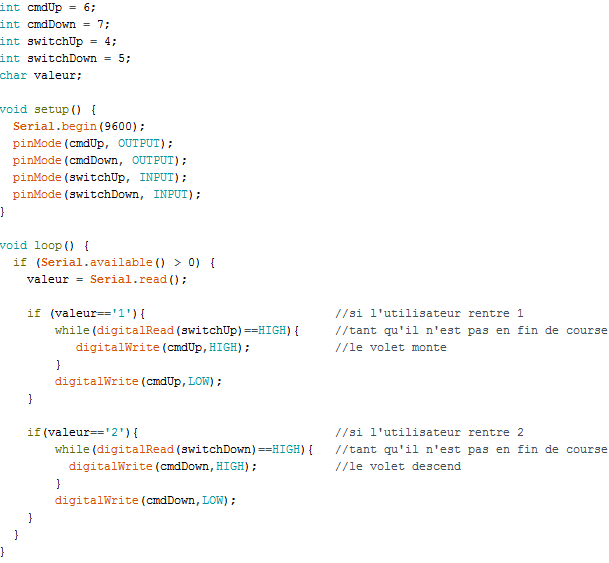 int cmdUp = 6;
int cmdDown = 7;
int switchUp = 4;
int switchDown = 5;
char valeur;
void setup() {
Serial.begin(9600);
pinMode(cmdUp, OUTPUT);
pinMode(cmdDown, OUTPUT);
pinMode(switchUp, INPUT);
pinMode(switchDown, INPUT);
}
void loop() {
if (Serial.available() > 0) {
valeur = Serial.read();
if (valeur=='1'){ //si l'utilisateur rentre 1
while(digitalRead(switchUp)==HIGH){ //tant qu'il n'est pas en fin de course
digitalWrite(cmdUp,HIGH); //le volet monte
}
digitalWrite(cmdUp,LOW);
}
if(valeur=='2'){ //si l'utilisateur rentre 2
while(digitalRead(switchDown)==HIGH){ //tant qu'il n'est pas en fin de course
digitalWrite(cmdDown,HIGH); //le volet descend
}
digitalWrite(cmdDown,LOW);
}
}
}